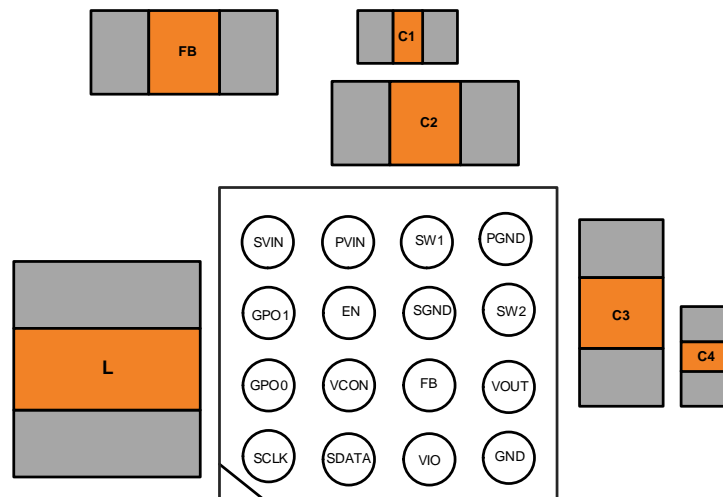 FB
C1
C2
SVIN
PVIN
SW1
PGND
GPO1
EN
SGND
SW2
C3
C4
L
GPO0
VCON
FB
VOUT
SCLK
SDATA
VIO
GND